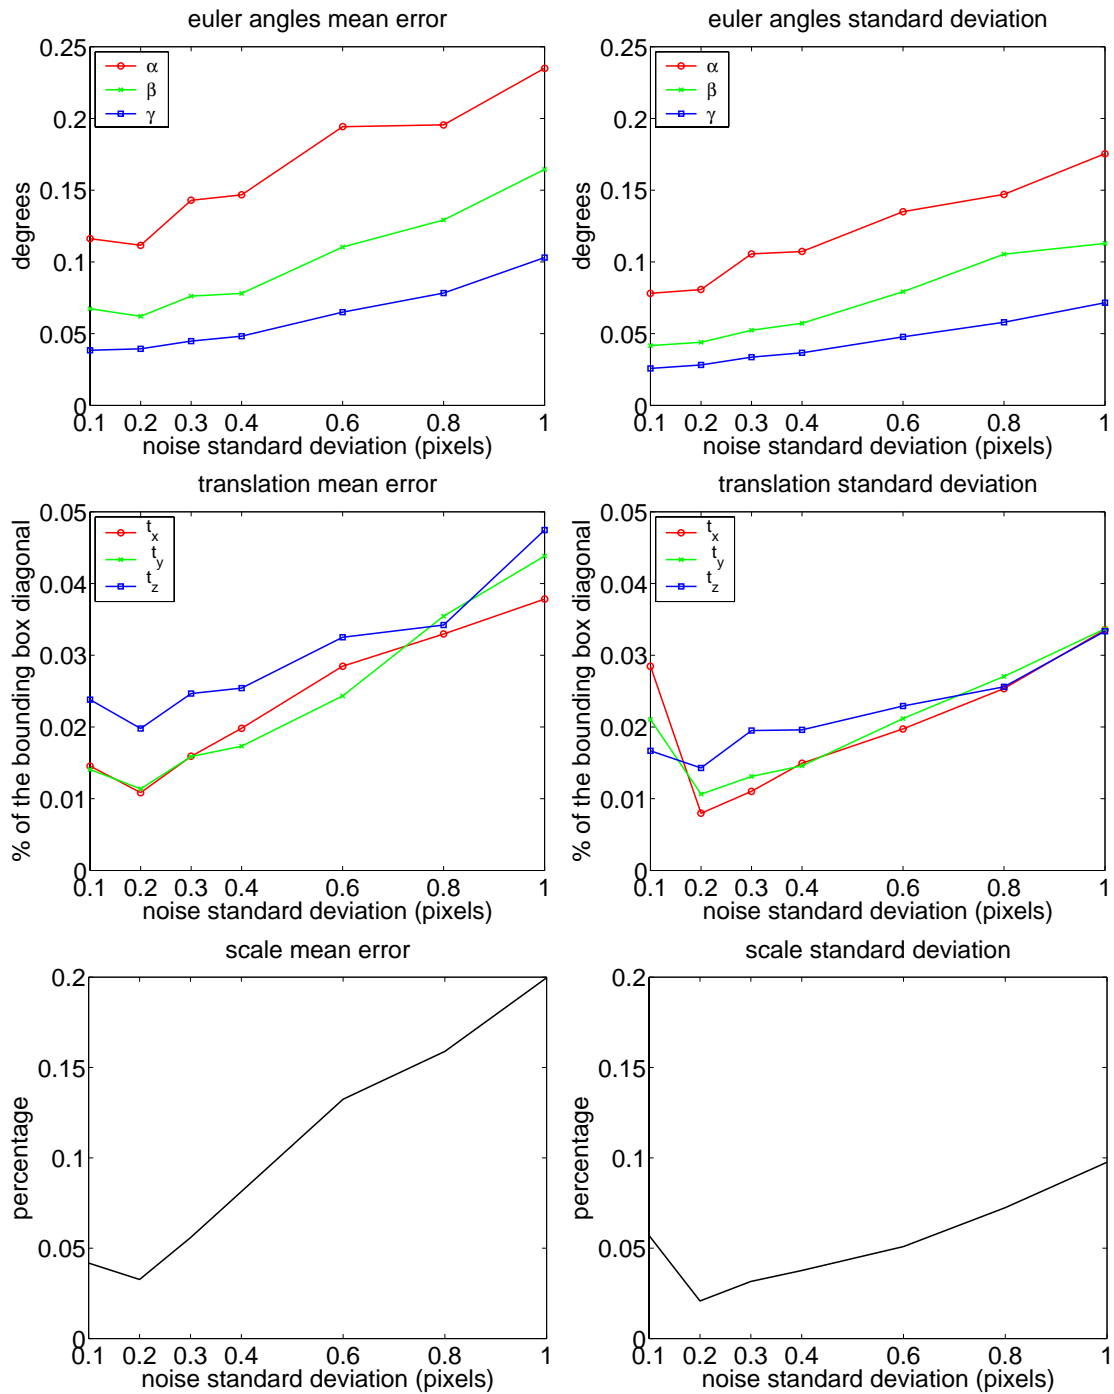 euler angles mean error
0.25
0.2
0.15
0.1
0.05
0
degrees
α
β
γ
0.1 0.2 0.3 0.4 0.6 0.8 1
noise standard deviation (pixels)
euler angles standard deviation
0.25
0.2
0.15
0.1
0.05
0
degrees
α
β
γ
0.1 0.2 0.3 0.4 0.6 0.8 1
noise standard deviation (pixels)
translation mean error
0.05
0.04
0.03
0.02
0.01
0
% of the bounding box diagonal
t_x
t_y
t_z
0.1 0.2 0.3 0.4 0.6 0.8 1
noise standard deviation (pixels)
translation standard deviation
0.05
0.04
0.03
0.02
0.01
0
% of the bounding box diagonal
t_x
t_y
t_z
0.1 0.2 0.3 0.4 0.6 0.8 1
noise standard deviation (pixels)
scale mean error
0.2
0.15
0.1
0.05
0
percentage
0.1 0.2 0.3 0.4 0.6 0.8 1
noise standard deviation (pixels)
scale standard deviation
0.2
0.15
0.1
0.05
0
percentage
0.1 0.2 0.3 0.4 0.6 0.8 1
noise standard deviation (pixels)